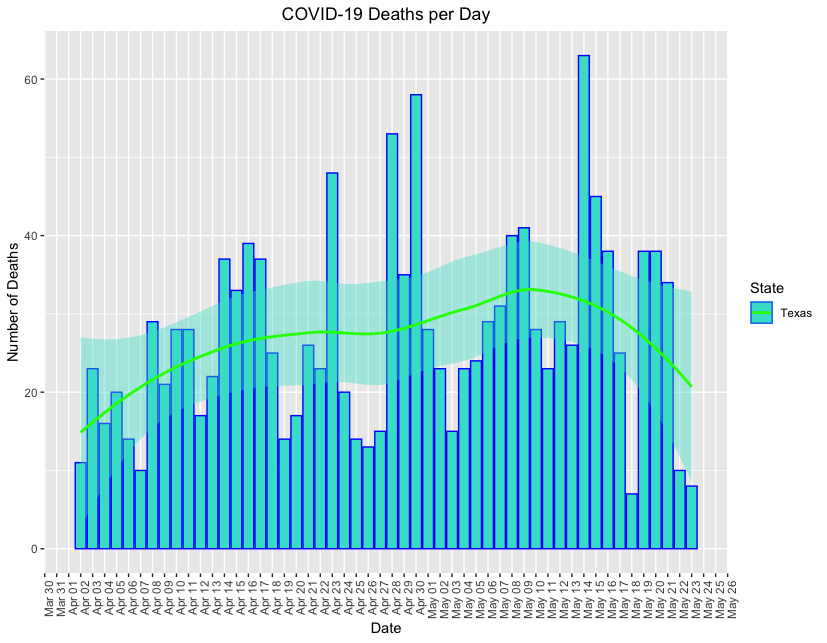 COVID-19 Deaths per Day
Number of Deaths
60
40
20
0
Mar 30
Mar 31
Apr 01
Apr 02
Apr 03
Apr 04
Apr 05
Apr 06
Apr 07
Apr 08
Apr 09
Apr 10
Apr 11
Apr 12
Apr 13
Apr 14
Apr 15
Apr 16
Apr 17
Apr 18
Apr 19
Apr 20
Apr 21
Apr 22
Apr 23
Apr 24
Apr 25
Apr 26
Apr 27
Apr 28
Apr 29
Apr 30
May 01
May 02
May 03
May 04
May 05
May 06
May 07
May 08
May 09
May 10
May 11
May 12
May 13
May 14
May 15
May 16
May 17
May 18
May 19
May 20
May 21
May 22
May 23
May 24
May 25
May 26
Date
State
Texas